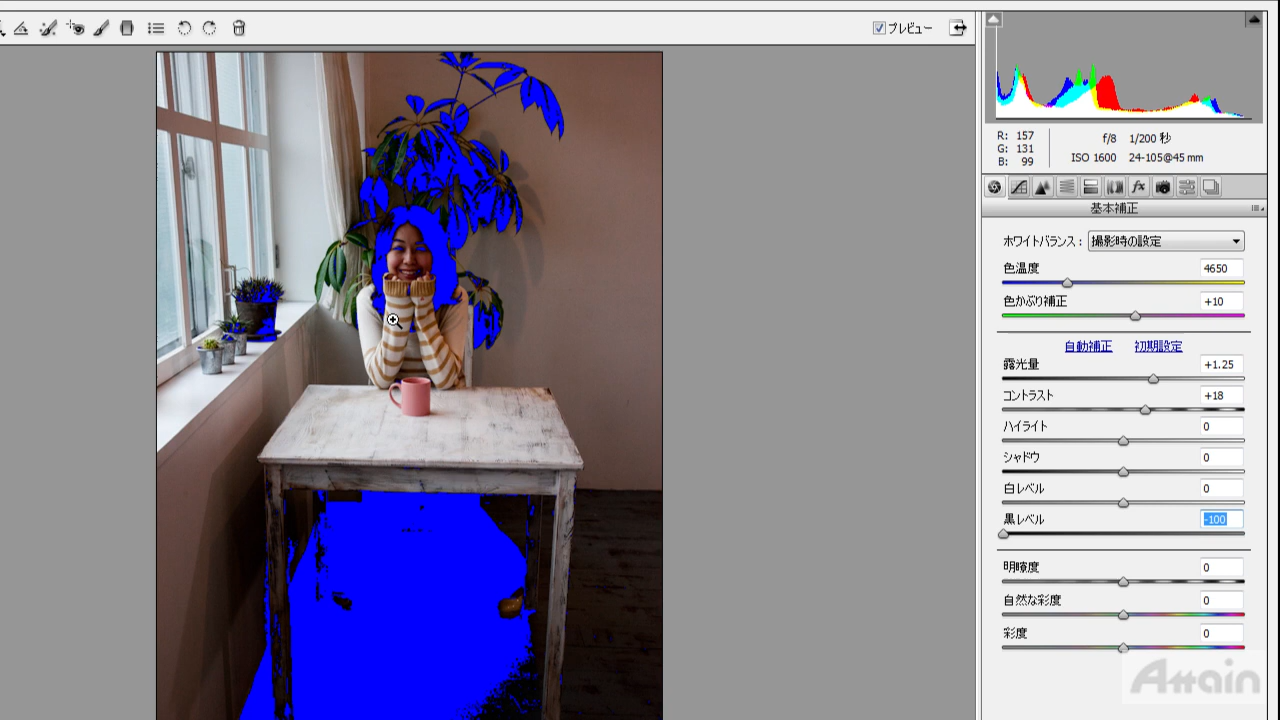 プレビュー
R: 157
G: 131
B: 99
f/8 1/200 秒
ISO 1600 24-105@45 mm
fx
基本補正
ホワイトバランス： 撮影時の設定
色温度 4650
色かぶり補正 +10
自動補正 初期設定
露光量 +1.25
コントラスト +18
ハイライト 0
シャドウ 0
白レベル 0
黒レベル -100
明瞭度 0
自然な彩度 0
彩度 0
Attain